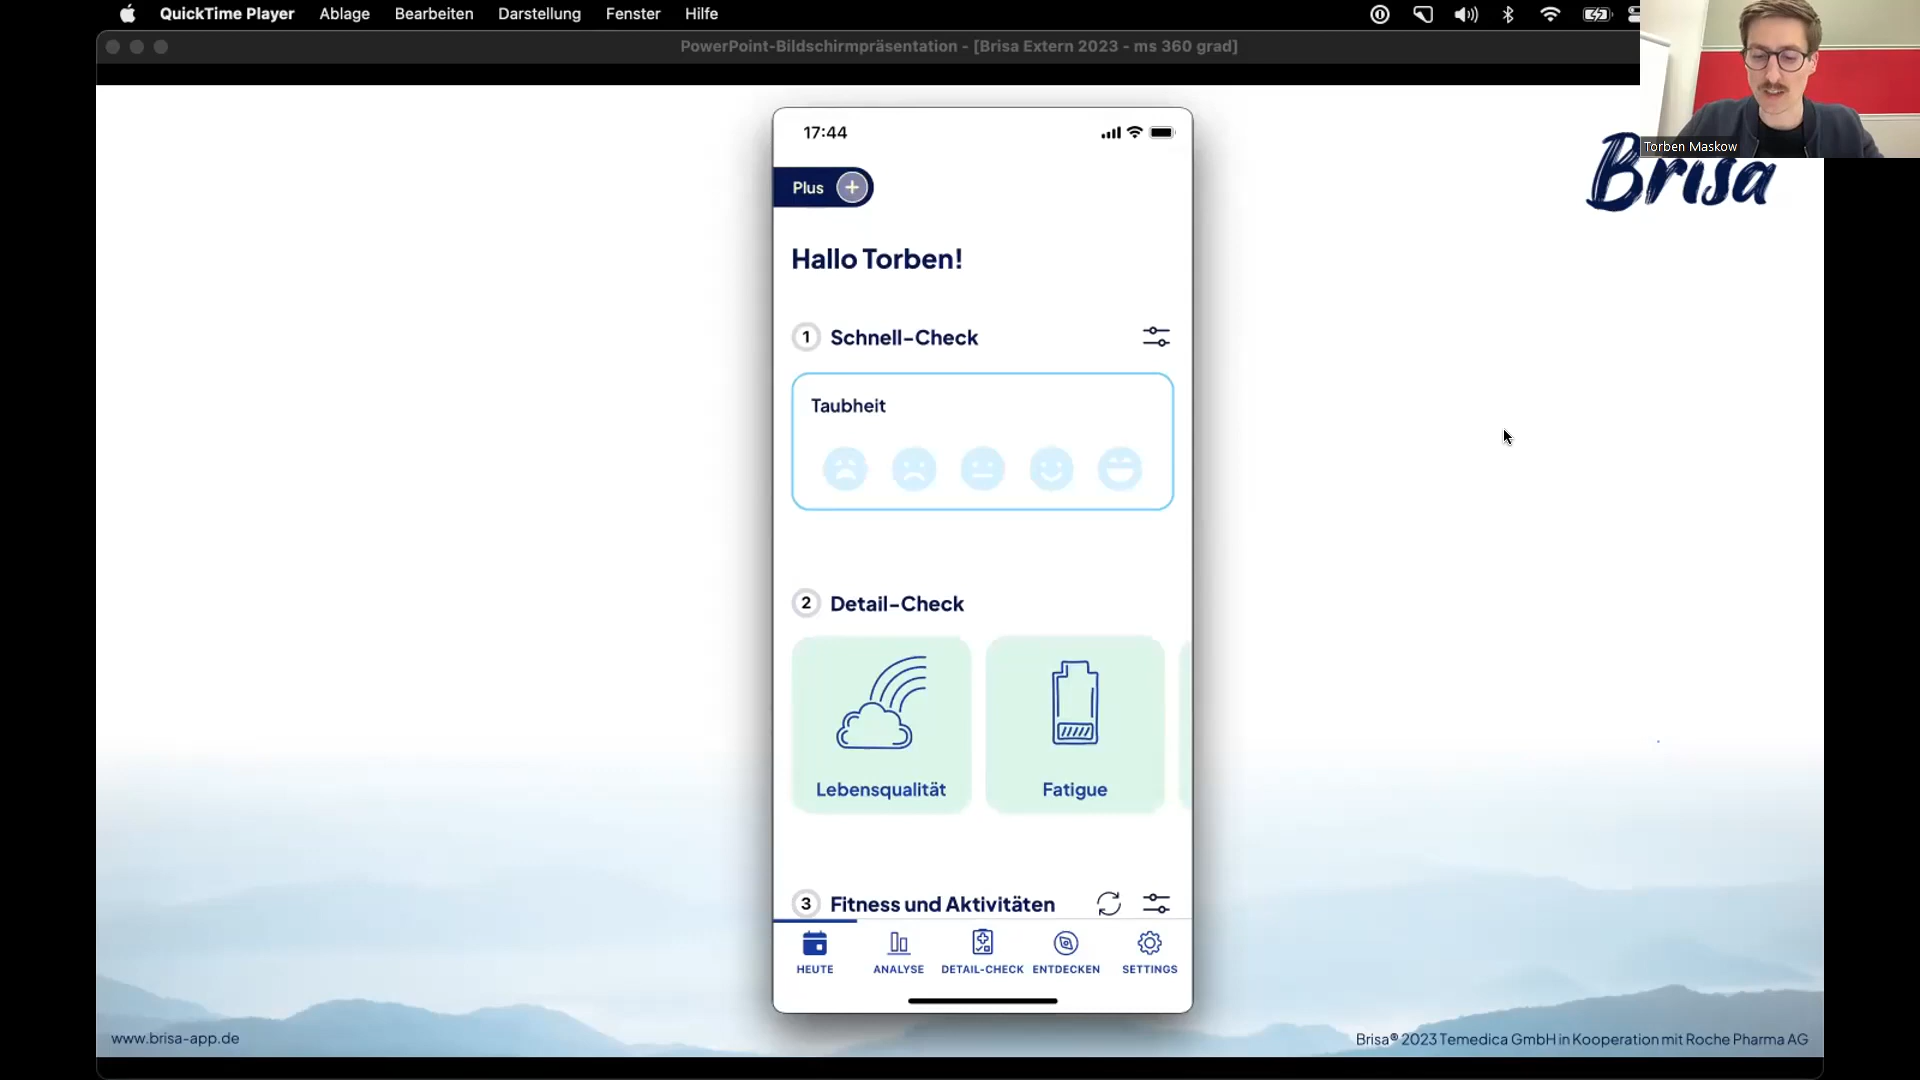 QuickTime Player Ablage Bearbeiten Darstellung Fenster Hilfe
PowerPoint-Bildschirmpräsentation - [Brisa Extern 2023 - ms 360 grad]
Torben Maskow
Brisa
17:44
Plus +
Hallo Torben!
1 Schnell-Check
Taubheit
2 Detail-Check
Lebensqualität Fatigue
3 Fitness und Aktivitäten
HEUTE ANALYSE DETAIL-CHECK ENTDECKEN SETTINGS
www.brisa-app.de
Brisa® 2023 Temedica GmbH in Kooperation mit Roche Pharma AG